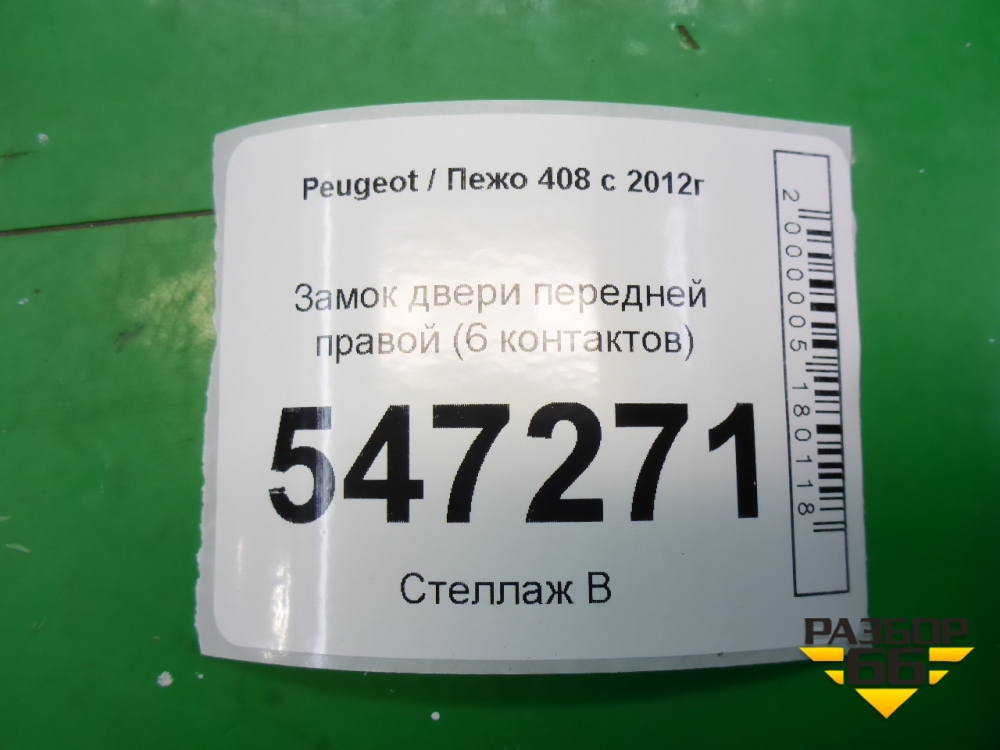 Peugeot / Пежо 408 с 2012г
Замок двери передней
правой (6 контактов)
547271
Стеллаж В
2000005180118
РАЗБОР
66